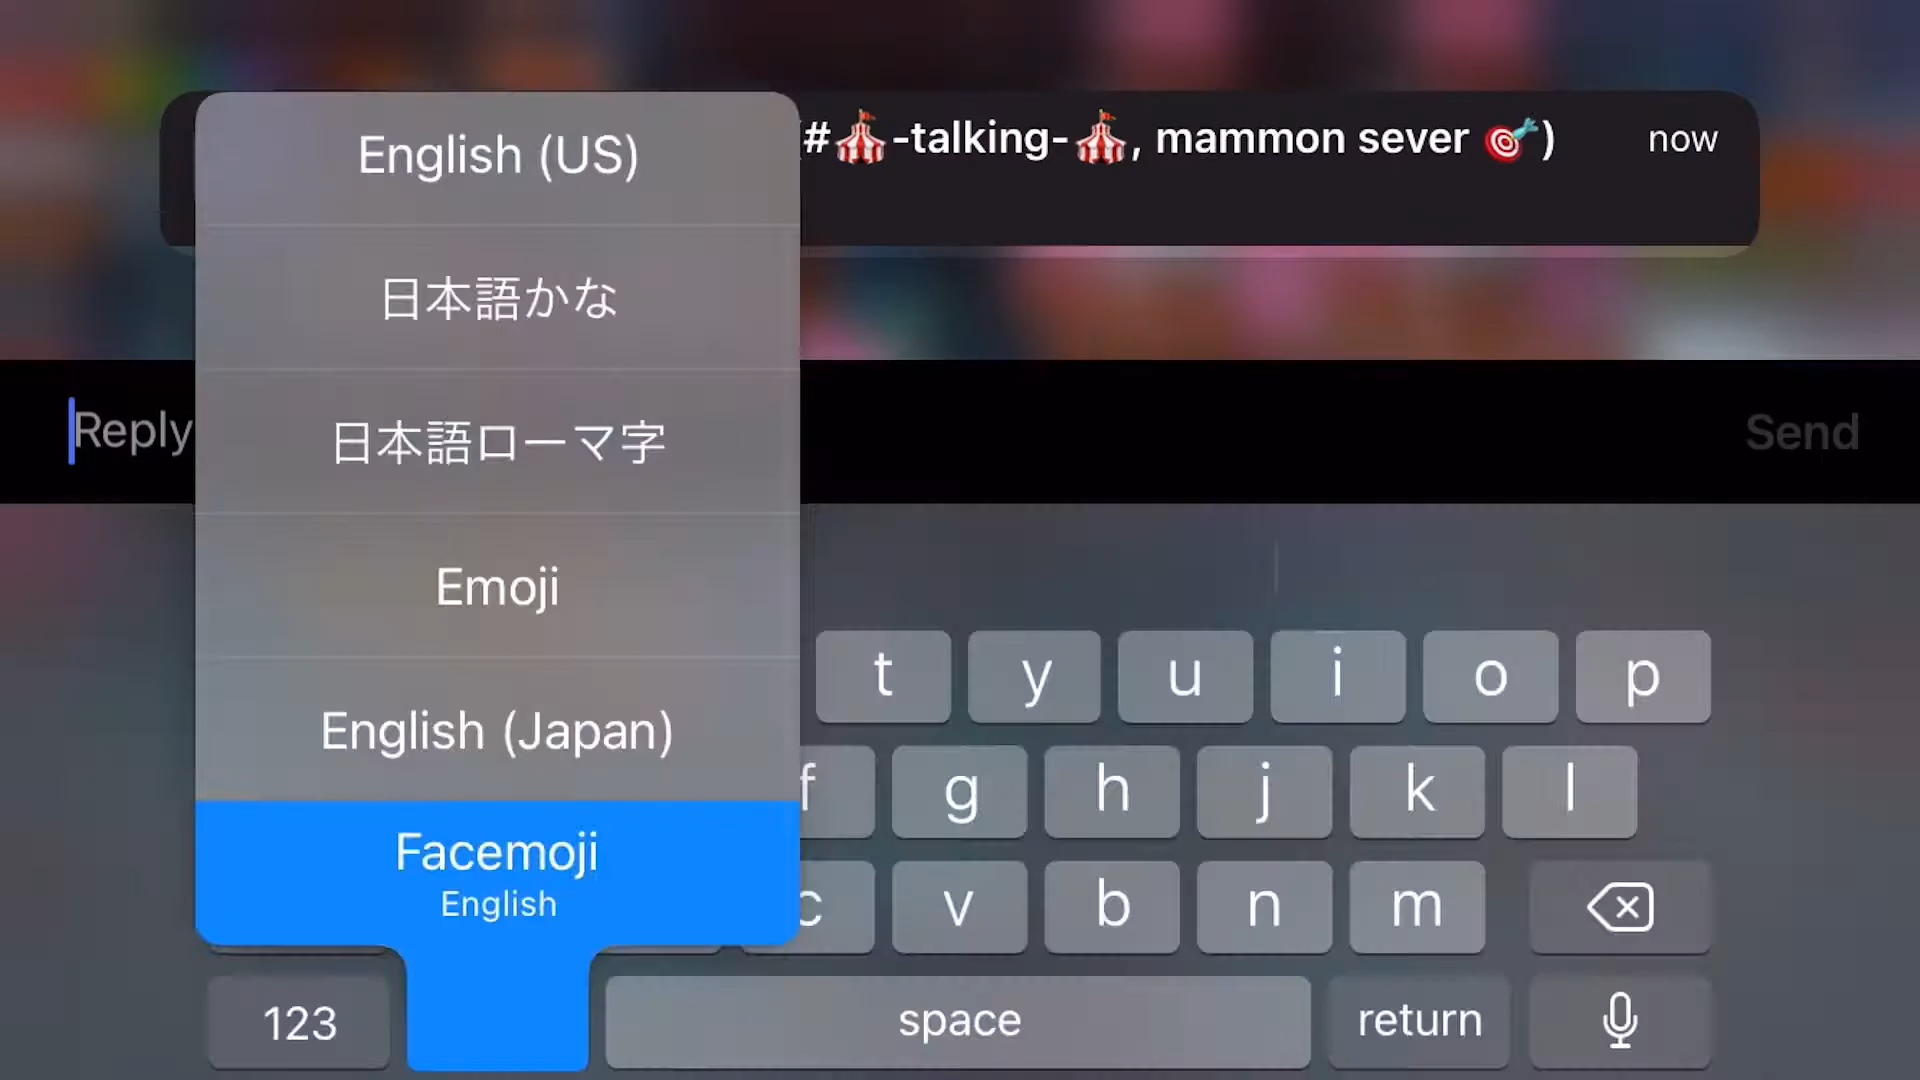 English (US)
(#🎪-talking-🎪, mammon sever 🎯)
now
日本語かな
日本語ローマ字
Reply
Send
Emoji
English (Japan)
Facemoji
English
t y u i o p
f g h j k l
c v b n m
123
space
return